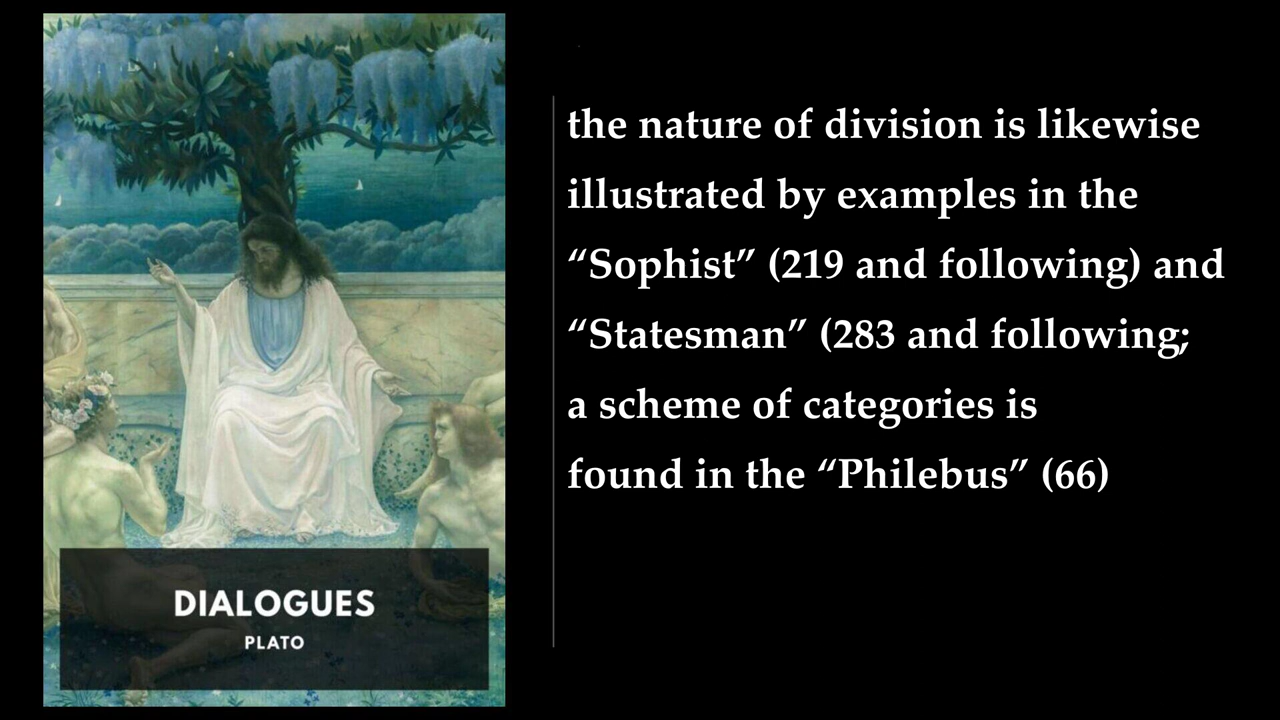 the nature of division is likewise
illustrated by examples in the
“Sophist” (219 and following) and
“Statesman” (283 and following;
a scheme of categories is
found in the “Philebus” (66)
DIALOGUES
PLATO